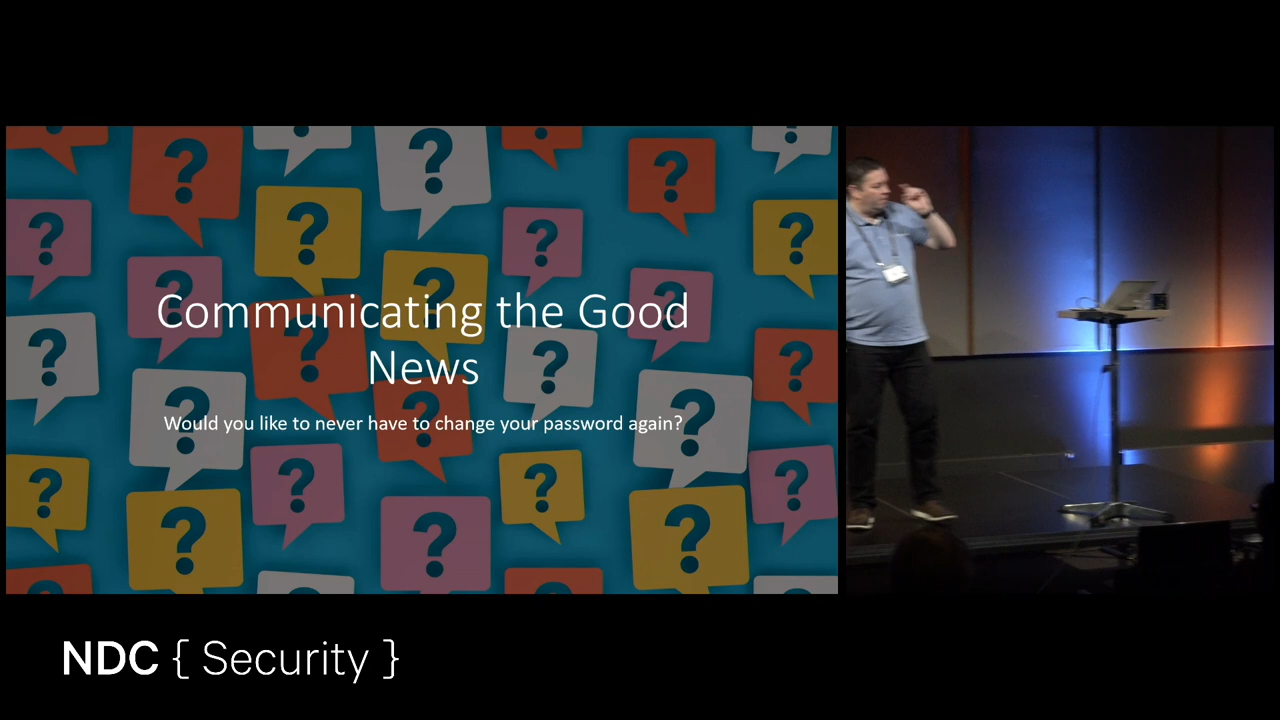 Communicating the Good
News
Would you like to never have to change your password again?
NDC { Security }